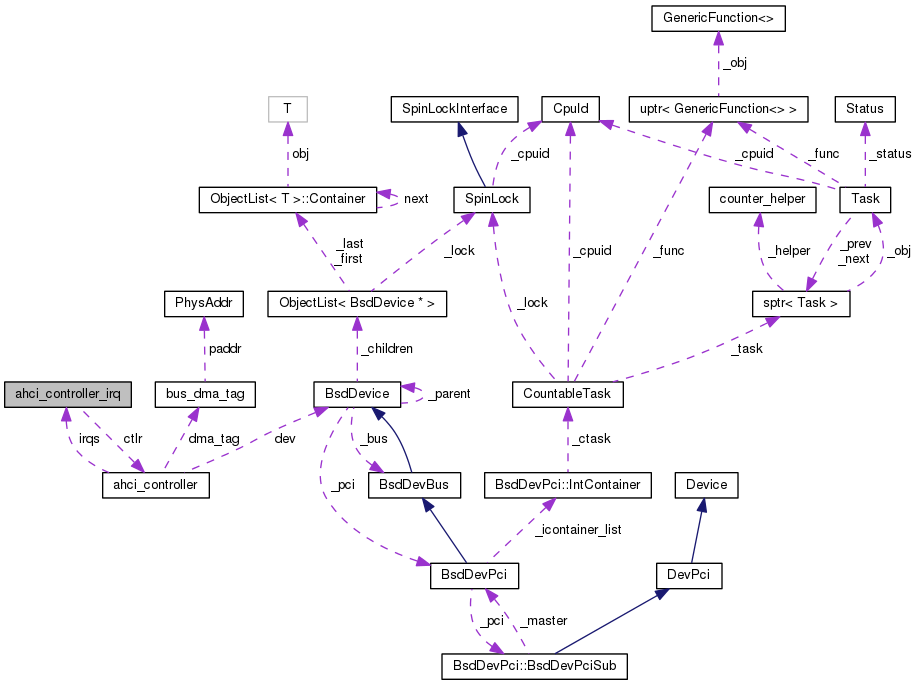 GenericFunction<>
_obj
T
SpinLockInterface
CpuId
uptr< GenericFunction<> >
Status
obj
_cpuid
_cpuid
_func
_status
ObjectList< T >::Container
next
SpinLock
counter_helper
Task
_last
_first
_lock
_cpuid
_func
_helper
_prev
_next
_obj
PhysAddr
ObjectList< BsdDevice * >
_lock
sptr< Task >
paddr
_children
_task
ahci_controller_irq
bus_dma_tag
BsdDevice
_parent
CountableTask
irqs
ctlr
dma_tag
dev
_bus
_ctask
_pci
ahci_controller
BsdDevBus
BsdDevPci::IntContainer
Device
_icontainer_list
BsdDevPci
DevPci
_pci
_master
BsdDevPci::BsdDevPciSub